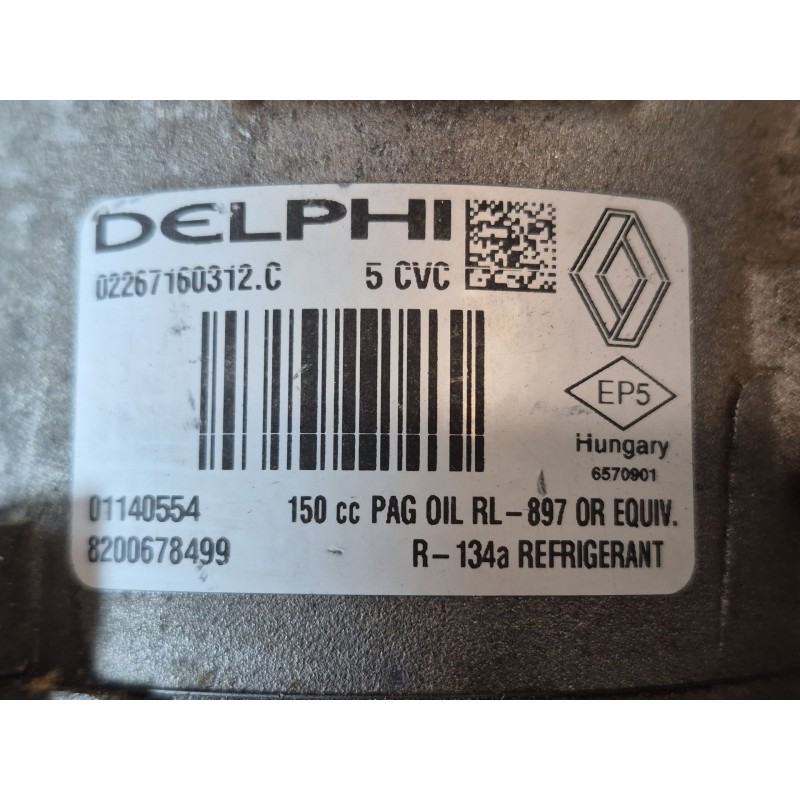 DELPHI
02267160312.C 5 CVC
EP5
Hungary
6570901
01140554 150 cc PAG OIL RL-897 OR EQUIV.
8200678499 R-134a REFRIGERANT